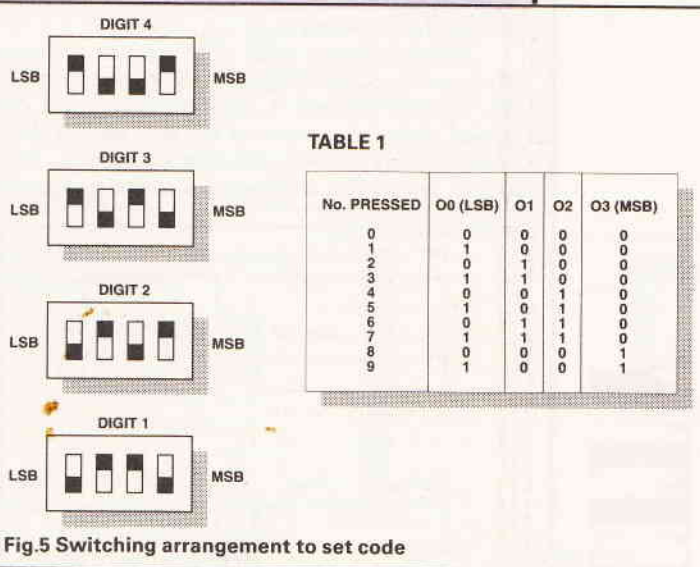 DIGIT 4
LSB MSB
DIGIT 3
LSB MSB
DIGIT 2
LSB MSB
DIGIT 1
LSB MSB
TABLE 1
No. PRESSED O0 (LSB) O1 O2 O3 (MSB)
0 0 0 0 0
1 1 0 0 0
2 0 1 0 0
3 1 1 0 0
4 0 0 1 0
5 1 0 1 0
6 0 1 1 0
7 1 1 1 0
8 0 0 0 1
9 1 0 0 1
Fig.5 Switching arrangement to set code